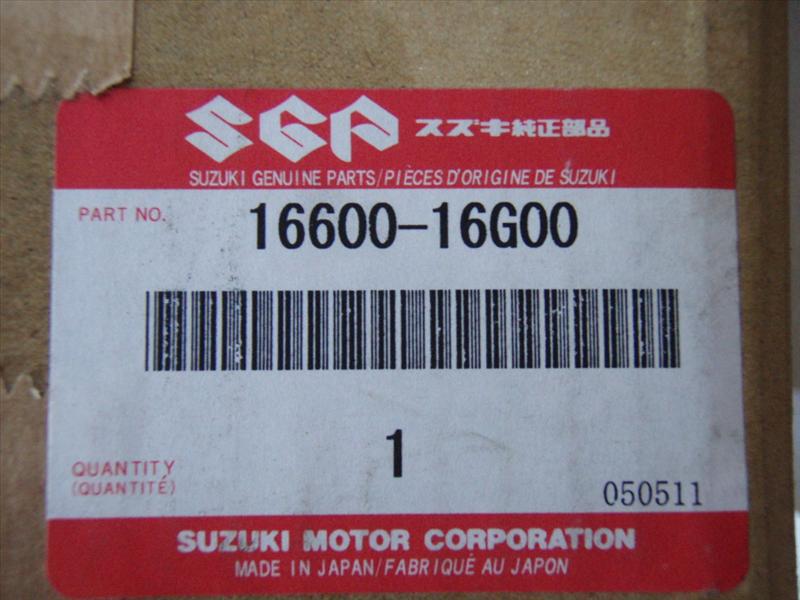 SGP スズキ純正部品
SUZUKI GENUINE PARTS/PIÈCES D'ORIGINE DE SUZUKI
PART NO. 16600-16G00
1
QUANTITY
(QUANTITÉ)
050511
SUZUKI MOTOR CORPORATION
MADE IN JAPAN/FABRIQUÉ AU JAPON